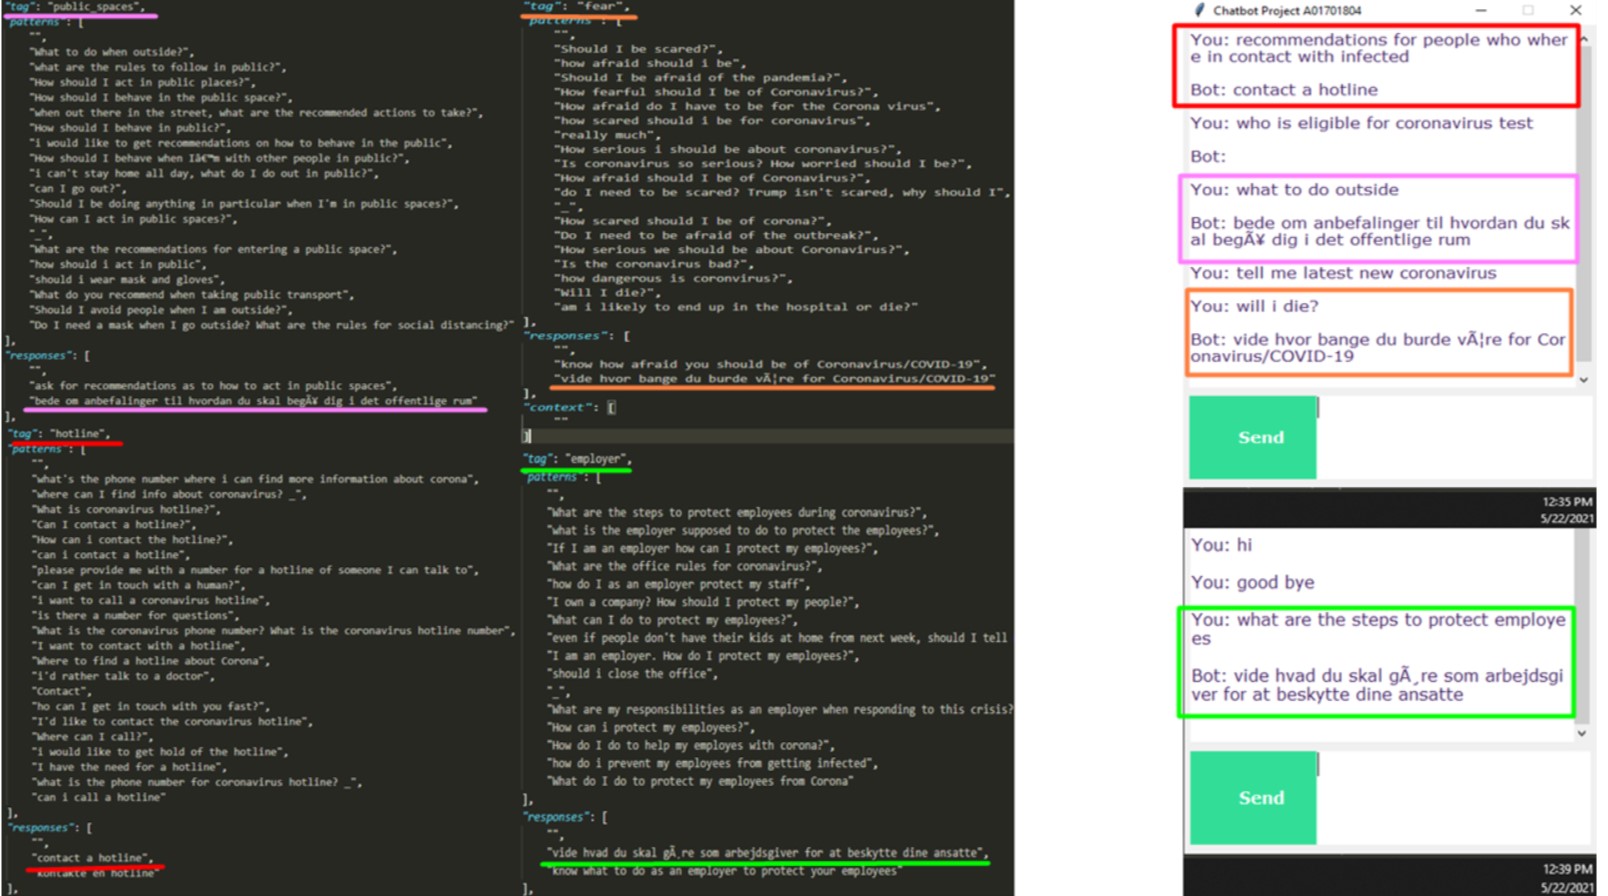 "tag": "public_spaces",
"patterns": [
"",
"What to do when outside?",
"what are the rules to follow in public?",
"How should I act in public places?",
"How should I behave in the public space?",
"when out there in the street, what are the recommended actions to take?",
"How should I behave in public?",
"i would like to get recommendations on how to behave in the public",
"How should I behave when Iâ€™m with other people in public?",
"i can't stay home all day, what do I do out in public?",
"can I go out?",
"Should I be doing anything in particular when I'm in public spaces?",
"How can I act in public spaces?",
"_",
"What are the recommendations for entering a public space?",
"how should i act in public",
"should i wear mask and gloves",
"What do you recommend when taking public transport",
"Should I avoid people when I am outside?",
"Do I need a mask when I go outside? What are the rules for social distancing?"
],
"responses": [
"",
"ask for recommendations as to how to act in public spaces",
"bede om anbefalinger til hvordan du skal begÃ¥ dig i det offentlige rum"
],
"tag": "hotline",
"patterns": [
"",
"what's the phone number where i can find more information about corona",
"where can I find info about coronavirus? _",
"What is coronavirus hotline?",
"Can I contact a hotline?",
"How can i contact the hotline?",
"can i contact a hotline",
"please provide me with a number for a hotline of someone I can talk to",
"can I get in touch with a human?",
"i want to call a coronavirus hotline",
"is there a number for questions",
"What is the coronavirus phone number? What is the coronavirus hotline number",
"I want to contact with a hotline",
"Where to find a hotline about Corona",
"i'd rather talk to a doctor",
"Contact",
"ho can I get in touch with you fast?",
"I'd like to contact the coronavirus hotline",
"Where can I call?",
"i would like to get hold of the hotline",
"I have the need for a hotline",
"what is the phone number for coronavirus hotline? _",
"can i call a hotline"
],
"responses": [
"",
"contact a hotline",
"kontakte en hotline"
],
"tag": "fear",
"patterns": [
"",
"Should I be scared?",
"how afraid should i be",
"Should I be afraid of the pandemia?",
"How fearful should I be of Coronavirus?",
"How afraid do I have to be for the Corona virus",
"how scared should i be for coronavirus",
"really much",
"How serious i should be about coronavirus?",
"Is coronavirus so serious? How worried should I be?",
"How afraid should I be of Coronavirus?",
"do I need to be scared? Trump isn't scared, why should I",
"_",
"How scared should I be of corona?",
"Do I need to be afraid of the outbreak?",
"How serious we should be about Coronavirus?",
"Is the coronavirus bad?",
"how dangerous is conronvirus?",
"Will I die?",
"am i likely to end up in the hospital or die?"
],
"responses": [
"",
"know how afraid you should be of Coronavirus/COVID-19",
"vide hvor bange du burde vÃ¦re for Coronavirus/COVID-19"
],
"context": [
""
]
"tag": "employer",
"patterns": [
"",
"What are the steps to protect employees during coronavirus?",
"what is the employer supposed to do to protect the employees?",
"If I am an employer how can I protect my employees?",
"What are the office rules for coronavirus?",
"how do I as an employer protect my staff",
"I own a company? How should I protect my people?",
"What can I do to protect my employees?",
"even if people don't have their kids at home from next week, should I tell
"I am an employer. How do I protect my employees?",
"should i close the office",
"_",
"What are my responsibilities as an employer when responding to this crisis?
"How can i protect my employees?",
"How do I do to help my employes with corona?",
"how do i prevent my employees from getting infected",
"What do I do to protect my employees from Corona"
],
"responses": [
"",
"vide hvad du skal gÃ¸re som arbejdsgiver for at beskytte dine ansatte",
"know what to do as an employer to protect your employees"
],
Chatbot Project A01701804
You: recommendations for people who wher
e in contact with infected
Bot: contact a hotline
You: who is eligible for coronavirus test
Bot:
You: what to do outside
Bot: bede om anbefalinger til hvordan du sk
al begÃ¥ dig i det offentlige rum
You: tell me latest new coronavirus
You: will i die?
Bot: vide hvor bange du burde vÃ¦re for Cor
onavirus/COVID-19
Send
12:35 PM
5/22/2021
You: hi
You: good bye
You: what are the steps to protect employe
es
Bot: vide hvad du skal gÃ¸re som arbejdsgi
ver for at beskytte dine ansatte
Send
12:39 PM
5/22/2021